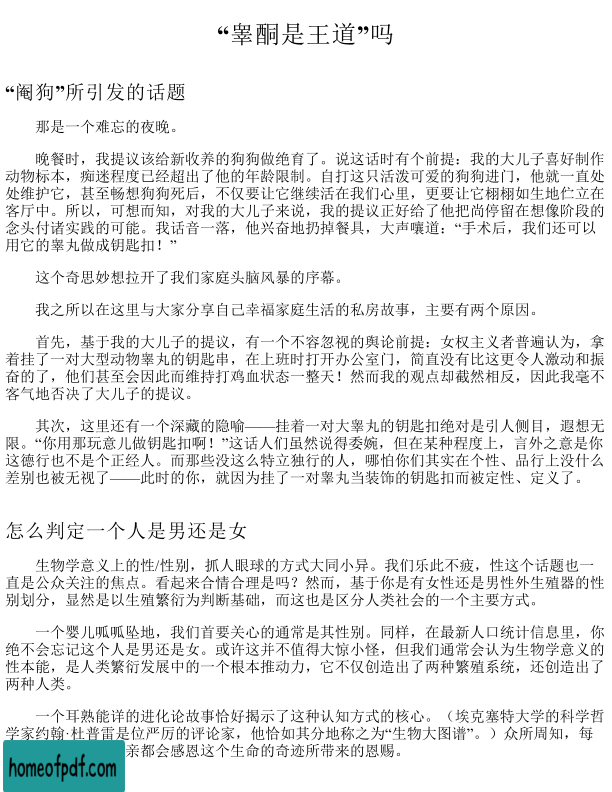 “睾酮是王道”吗
“阉狗”所引发的话题
那是一个难忘的夜晚。
晚餐时，我提议该给新收养的狗狗做绝育了。说这话时有个前提：我的大儿子喜好制作
动物标本，痴迷程度已经超出了他的年龄限制。自打这只活泼可爱的狗狗进门，他就一直处
处维护它，甚至畅想狗狗死后，不仅要让它继续活在我们心里，更要让它栩栩如生地伫立在
客厅中。所以，可想而知，对我的大儿子来说，我的提议正好给了他把尚停留在想像阶段的
念头付诸实践的可能。我话音一落，他兴奋地扔掉餐具，大声嚷道：“手术后，我们还可以
用它的睾丸做成钥匙扣！”
这个奇思妙想拉开了我们家庭头脑风暴的序幕。
我之所以在这里与大家分享自己幸福家庭生活的私房故事，主要有两个原因。
首先，基于我的大儿子的提议，有一个不容忽视的舆论前提：女权主义者普遍认为，拿
着挂了一对大型动物睾丸的钥匙串，在上班时打开办公室门，简直没有比这更令人激动和振
奋的了，他们甚至会因此而维持打鸡血状态一整天！然而我的观点却截然相反，因此我毫不
客气地否决了大儿子的提议。
其次，这里还有一个深藏的隐喻——挂着一对大睾丸的钥匙扣绝对是引人侧目，遐想无
限。“你用那玩意儿做钥匙扣啊！”这话人们虽然说得委婉，但在某种程度上，言外之意是你
这德行也不是个正经人。而那些没这么特立独行的人，哪怕你们其实在个性、品行上没什么
差别也被无视了——此时的你，就因为挂了一对睾丸当装饰的钥匙扣而被定性、定义了。
怎么判定一个人是男还是女
生物学意义上的性/性别，抓人眼球的方式大同小异。我们乐此不疲，性这个话题也一
直是公众关注的焦点。看起来合情合理是吗？然而，基于你是有女性还是男性外生殖器的性
别划分，显然是以生殖繁衍为判断基础，而这也是区分人类社会的一个主要方式。
一个婴儿呱呱坠地，我们首要关心的通常是其性别。同样，在最新人口统计信息里，你
绝不会忘记这个人是男还是女。或许这并不值得大惊小怪，但我们通常会认为生物学意义的
性本能，是人类繁衍发展中的一个根本推动力，它不仅创造出了两种繁殖系统，还创造出了
两种人类。
一个耳熟能详的进化论故事恰好揭示了这种认知方式的核心。（埃克塞特大学的科学哲
学家约翰·杜普雷是位严厉的评论家，他恰如其分地称之为“生物大图谱”。）众所周知，每
亲都会感恩这个生命的奇迹所带来的恩赐。
homeofpdf.com